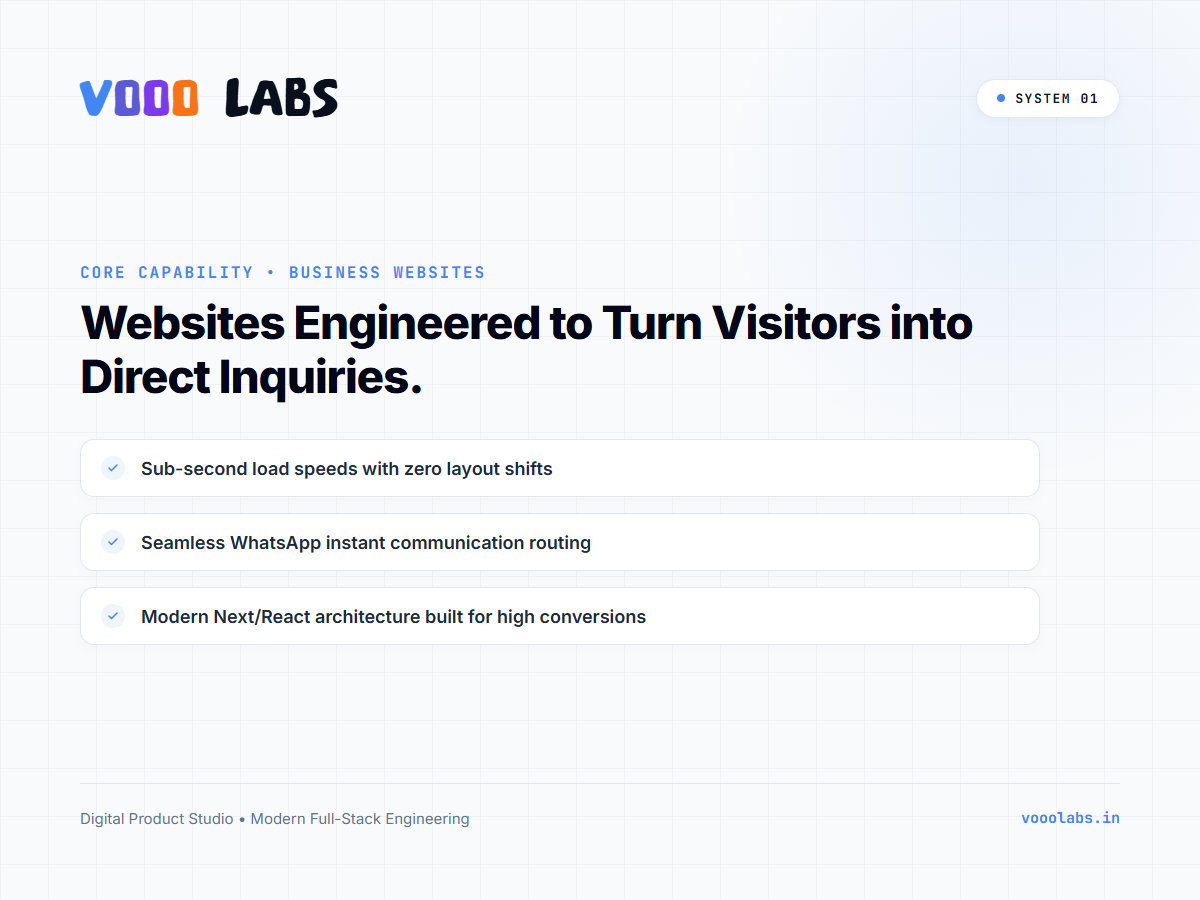 VOOO LABS
SYSTEM 01
CORE CAPABILITY • BUSINESS WEBSITES
Websites Engineered to Turn Visitors into
Direct Inquiries.
Sub-second load speeds with zero layout shifts
Seamless WhatsApp instant communication routing
Modern Next/React architecture built for high conversions
Digital Product Studio • Modern Full-Stack Engineering
vooolabs.in